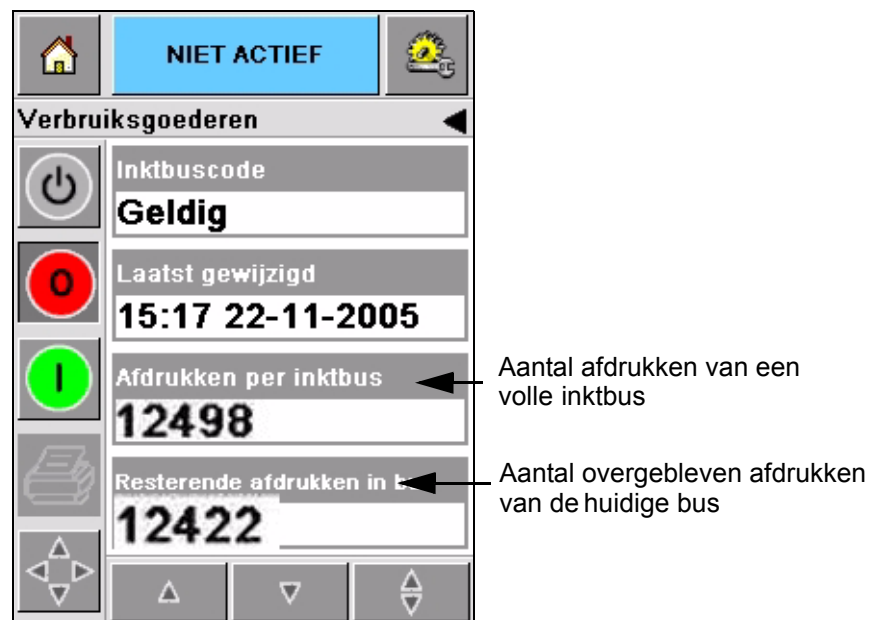 NIET ACTIEF
Verbruiksgoederen
Inktbuscode
Geldig
Laatst gewijzigd
15:17 22-11-2005
O
I
Afdrukken per inktbus
12498
Aantal afdrukken van een
volle inktbus
Resterende afdrukken in
12422
Aantal overgebleven afdrukken
van de huidige bus